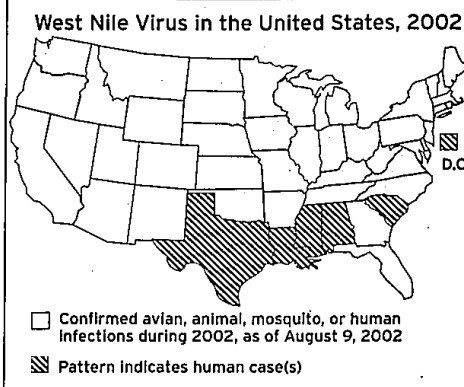 West Nile Virus in the United States, 2002
D.C
Confirmed avian, animal, mosquito, or human
infections during 2002, as of August 9, 2002
Pattern indicates human case(s)